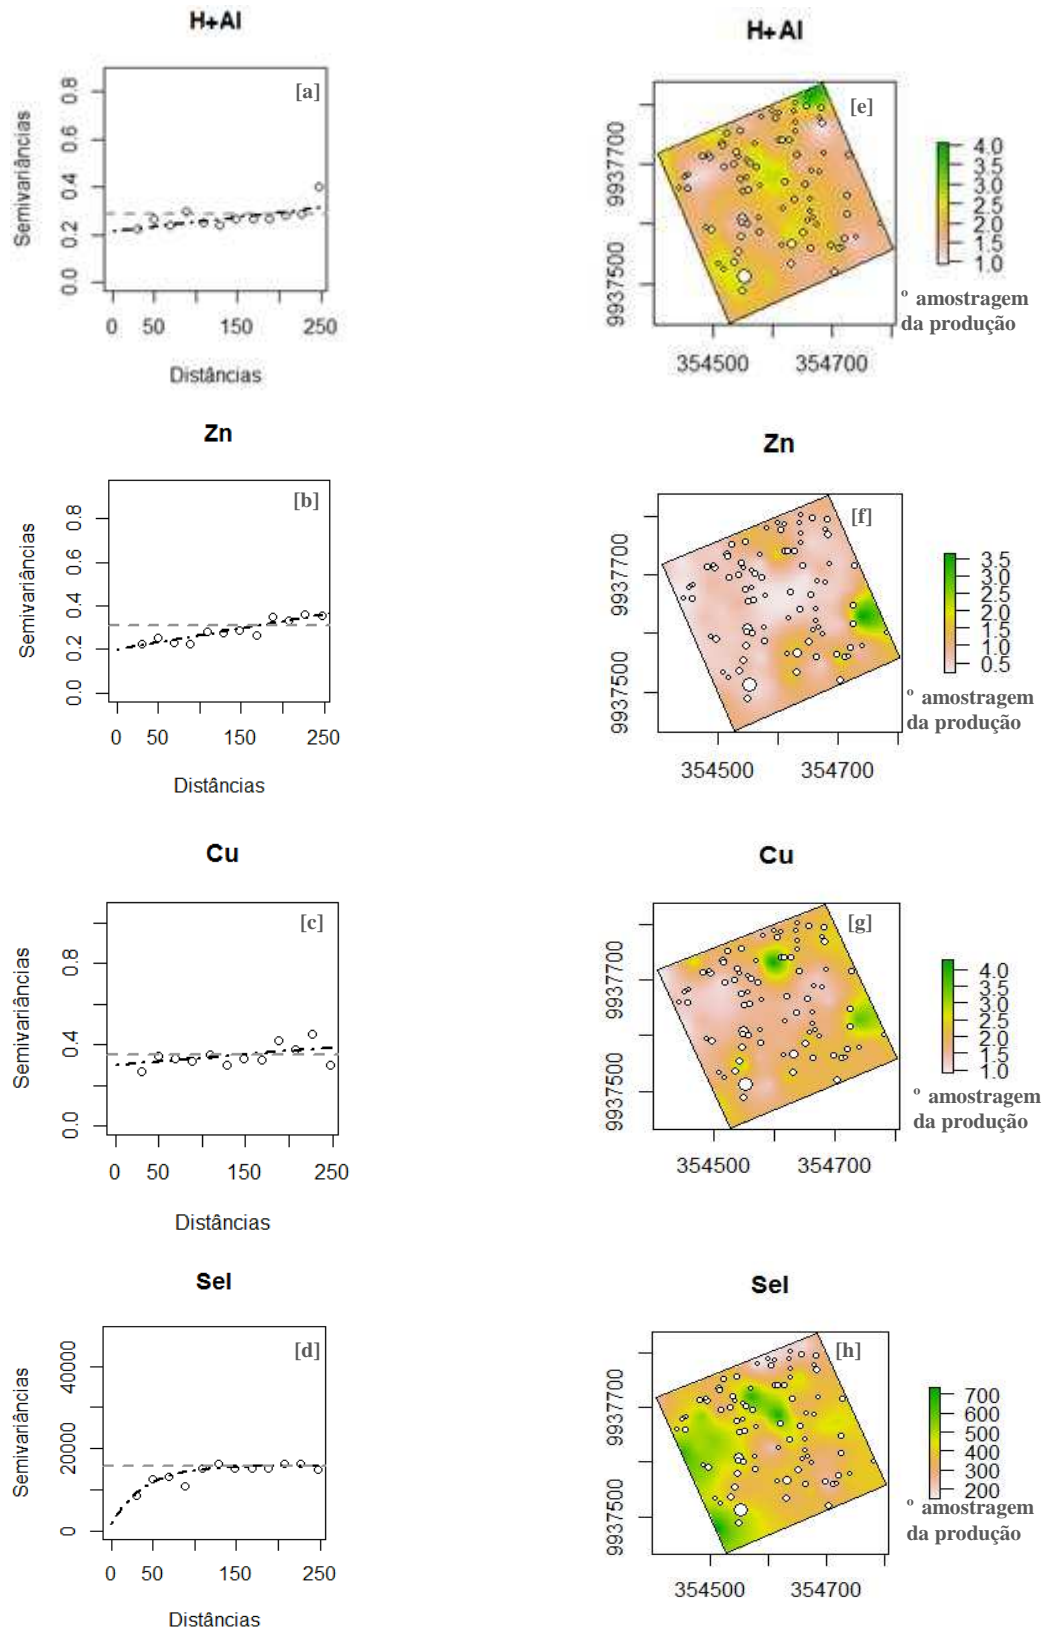 H+Al
[a]
Semivariâncias
0.0 0.2 0.4 0.6 0.8
0 50 150 250
Distâncias
H+Al
[e]
9937500 9937700
354500 354700
4.0
3.5
3.0
2.5
2.0
1.5
1.0
° amostragem
da produção
Zn
[b]
Semivariâncias
0.0 0.2 0.4 0.6 0.8
0 50 150 250
Distâncias
Zn
[f]
9937500 9937700
354500 354700
3.5
3.0
2.5
2.0
1.5
1.0
0.5
° amostragem
da produção
Cu
[c]
Semivariâncias
0.0 0.4 0.8
0 50 150 250
Distâncias
Cu
[g]
9937500 9937700
354500 354700
4.0
3.5
3.0
2.5
2.0
1.5
1.0
° amostragem
da produção
Sel
[d]
Semivariâncias
0 20000 40000
0 50 150 250
Distâncias
Sel
[h]
9937500 9937700
354500 354700
700
600
500
400
300
200
° amostragem
da produção